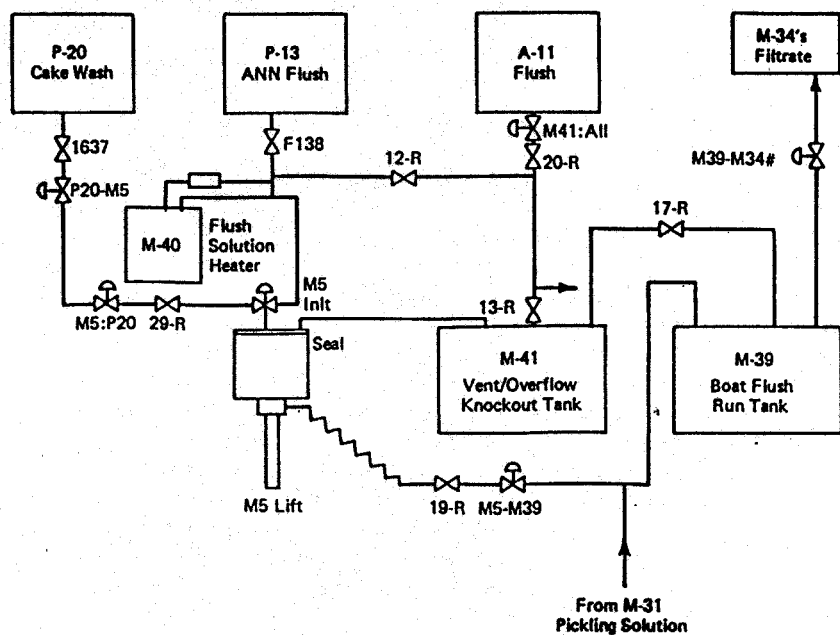 P-20
Cake Wash
P-13
ANN Flush
A-11
Flush
M-34's
Filtrate
1637
F138
M41:All
20-R
12-R
M39-M34#
P20-M5
17-R
M-40
Flush
Solution
Heater
M5
Inlt
13-R
M5:P20
29-R
Seal
M-41
Vent/Overflow
Knockout Tank
M-39
Boat Flush
Run Tank
M5 Lift
19-R
M5-M39
From M-31
Pickling Solution